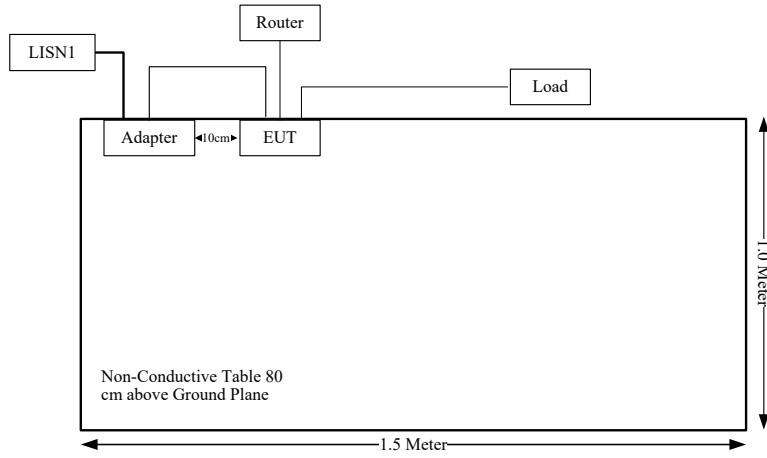 Router
LISN1
Load
Adapter
10cm
EUT
1.0 Meter
Non-Conductive Table 80
cm above Ground Plane
1.5 Meter